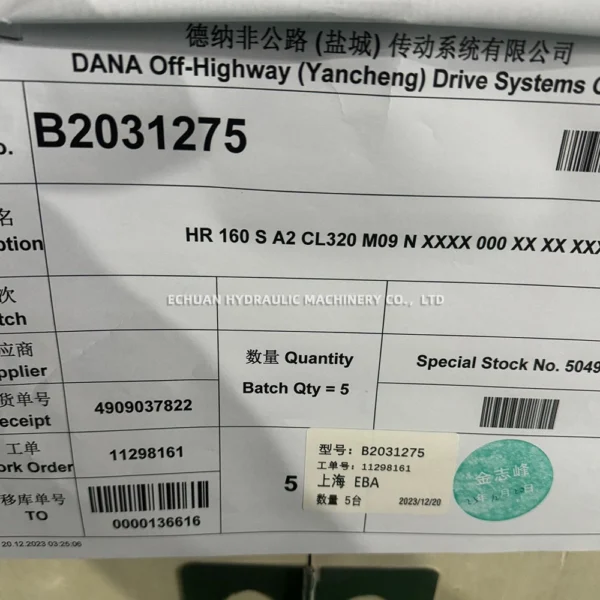 德纳非公路 (盐城) 传动系统有限公司
DANA Off-Highway (Yancheng) Drive Systems C
o. B2031275
名
ption HR 160 S A2 CL320 M09 N XXXX 000 XX XX XXX
次
tch
ECHUAN HYDRAULIC MACHINERY CO., LTD
应商
pplier
数量 Quantity
Batch Qty = 5
Special Stock No. 5049
货单号
eceipt 4909037822
工单
ork Order 11298161
5
型号: B2031275
工单号: 11298161
上海 EBA
数量 5台 2023/12/20
金志峰
移库单号
TO 0000136616
20.12.2023 03:25:06